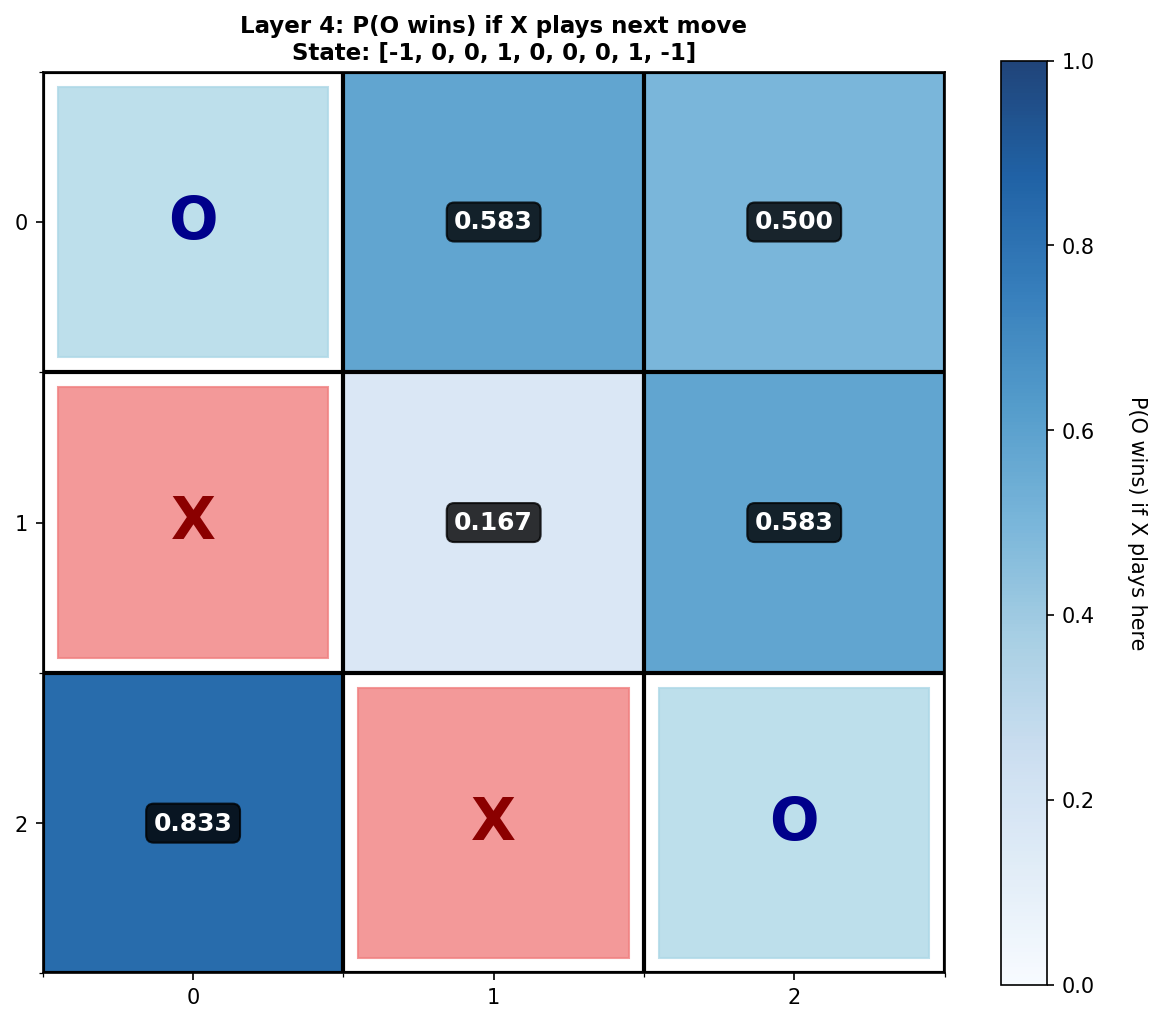 Layer 4: P(O wins) if X plays next move
State: [-1, 0, 0, 1, 0, 0, 0, 1, -1]
0
O
0.583
0.500
1
X
0.167
0.583
2
0.833
X
O
0
1
2
1.0
0.8
0.6
0.4
0.2
0.0
P(O wins) if X plays here